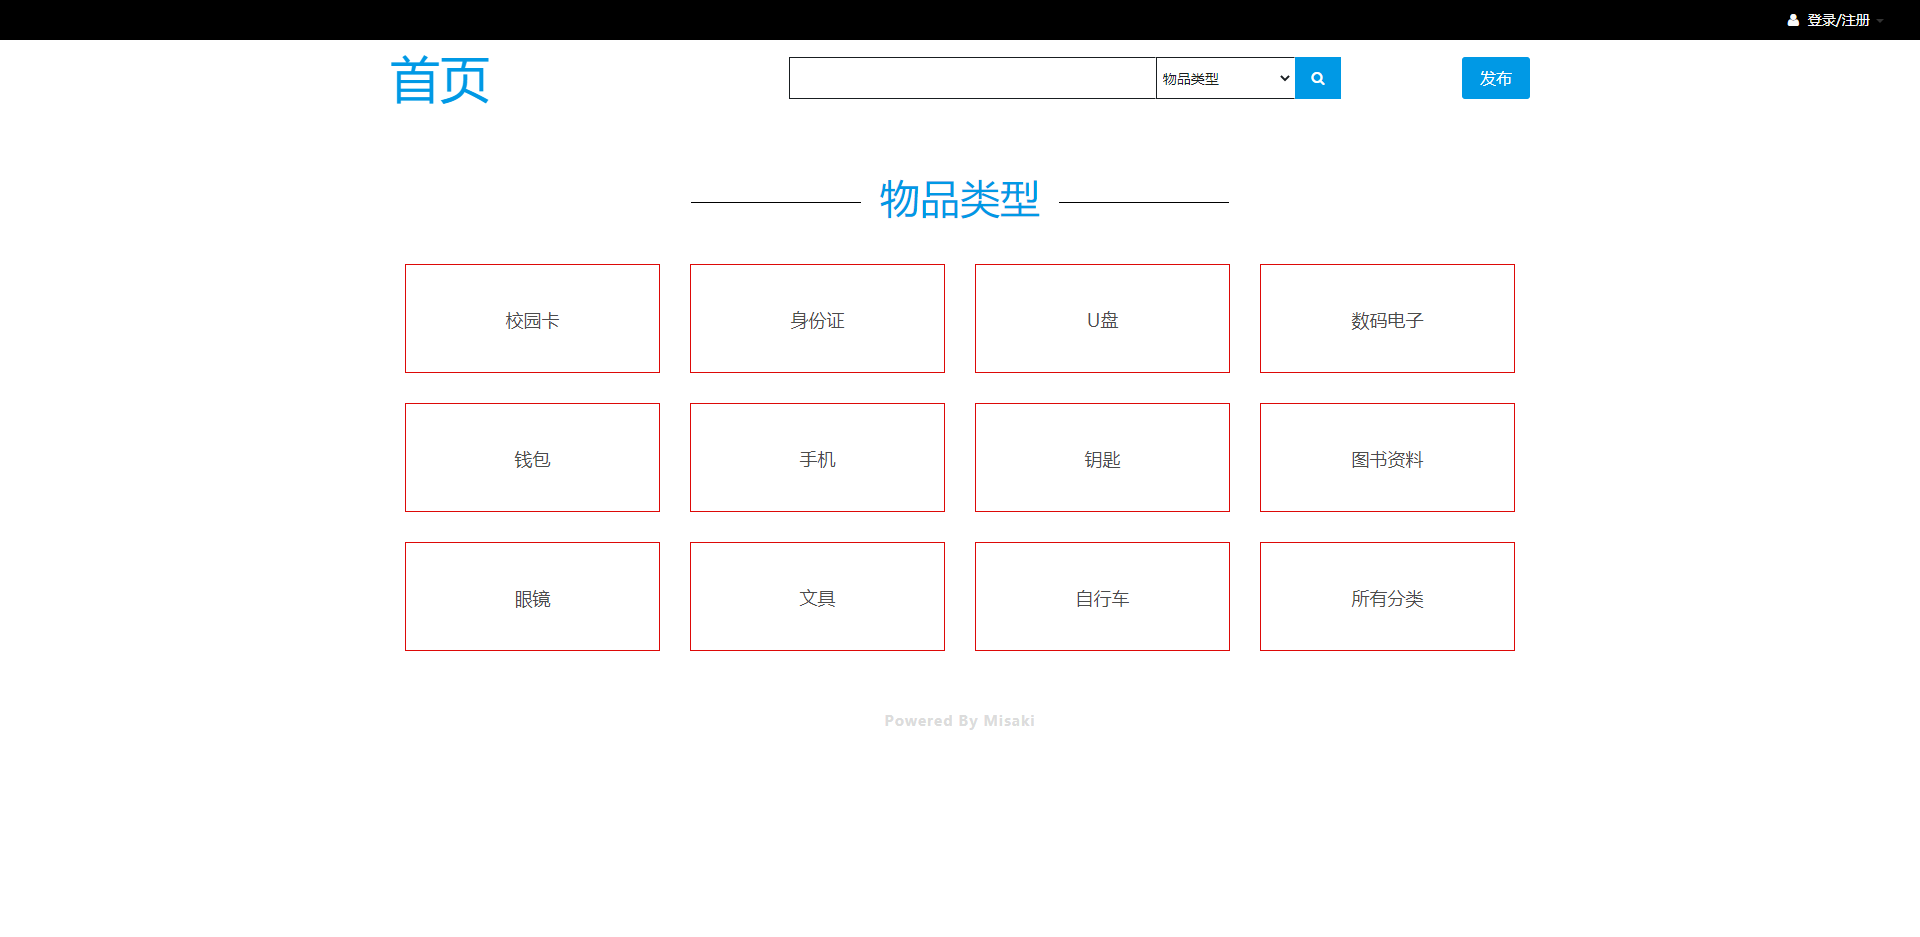 登录/注册
首页
物品类型
发布
物品类型
校园卡
身份证
U盘
数码电子
钱包
手机
钥匙
图书资料
眼镜
文具
自行车
所有分类
Powered By Misaki